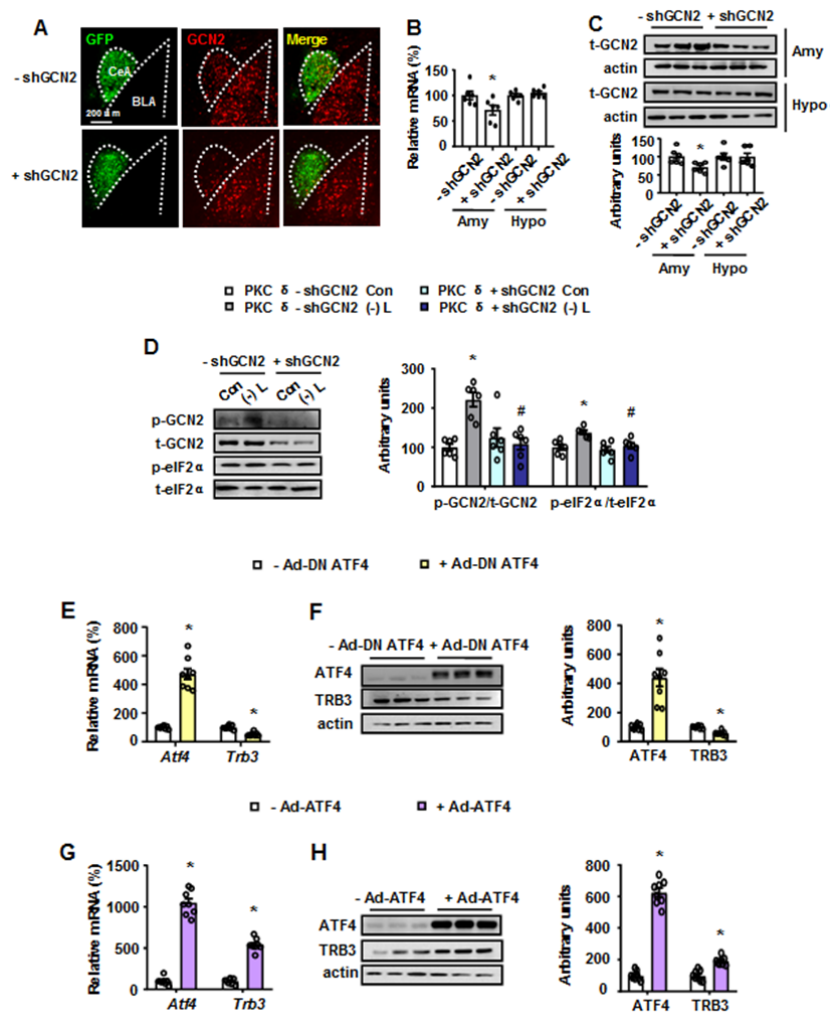 A
GFP
GCN2
Merge
- shGCN2
CeA
BLA
+ shGCN2
B
Relative mRNA (%)
150
100
50
0
*
- shGCN2
+ shGCN2
- shGCN2
+ shGCN2
Amy
Hypo
C
- shGCN2 + shGCN2
t-GCN2
actin
Amy
t-GCN2
actin
Hypo
Arbitrary units
150
100
50
0
*
- shGCN2
+ shGCN2
- shGCN2
+ shGCN2
Amy
Hypo
PKC δ - shGCN2 Con
PKC δ + shGCN2 Con
PKC δ - shGCN2 (-) L
PKC δ + shGCN2 (-) L
D
- shGCN2 + shGCN2
Con (-) L Con (-) L
p-GCN2
t-GCN2
p-eIF2α
t-eIF2α
Arbitrary units
300
200
100
0
* # * #
p-GCN2/t-GCN2
p-eIF2α/t-eIF2α
- Ad-DN ATF4
+ Ad-DN ATF4
E
Relative mRNA (%)
800
600
400
200
0
* *
Atf4
Trb3
F
- Ad-DN ATF4 + Ad-DN ATF4
ATF4
TRB3
actin
Arbitrary units
800
600
400
200
0
* *
ATF4
TRB3
- Ad-ATF4
+ Ad-ATF4
G
Relative mRNA (%)
1500
1000
500
0
* *
Atf4
Trb3
H
- Ad-ATF4
+ Ad-ATF4
ATF4
TRB3
actin
Arbitrary units
800
600
400
200
0
* *
ATF4
TRB3